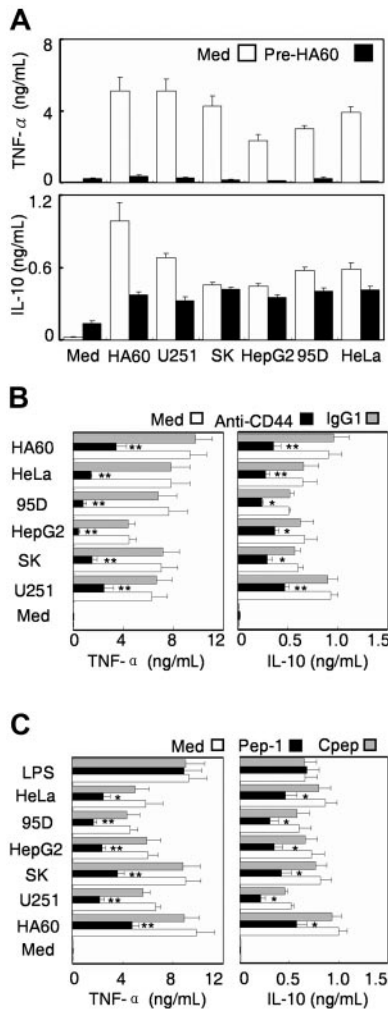 A
Med Pre-HA60
TNF-α (ng/mL)
8
4
0
IL-10 (ng/mL)
1.2
0.6
0
Med HA60 U251 SK HepG2 95D HeLa
B
Med Anti-CD44 IgG1
HA60 ** **
HeLa ** **
95D ** *
HepG2 ** *
SK ** *
U251 ** **
Med
0 4 8 12 0 0.5 1.0 1.5
TNF-α (ng/mL) IL-10 (ng/mL)
C
Med Pep-1 Cpep
LPS
HeLa * *
95D ** *
HepG2 ** *
SK ** *
U251 ** *
HA60 ** *
Med
0 4 8 12 0 0.5 1.0 1.5
TNF-α (ng/mL) IL-10 (ng/mL)